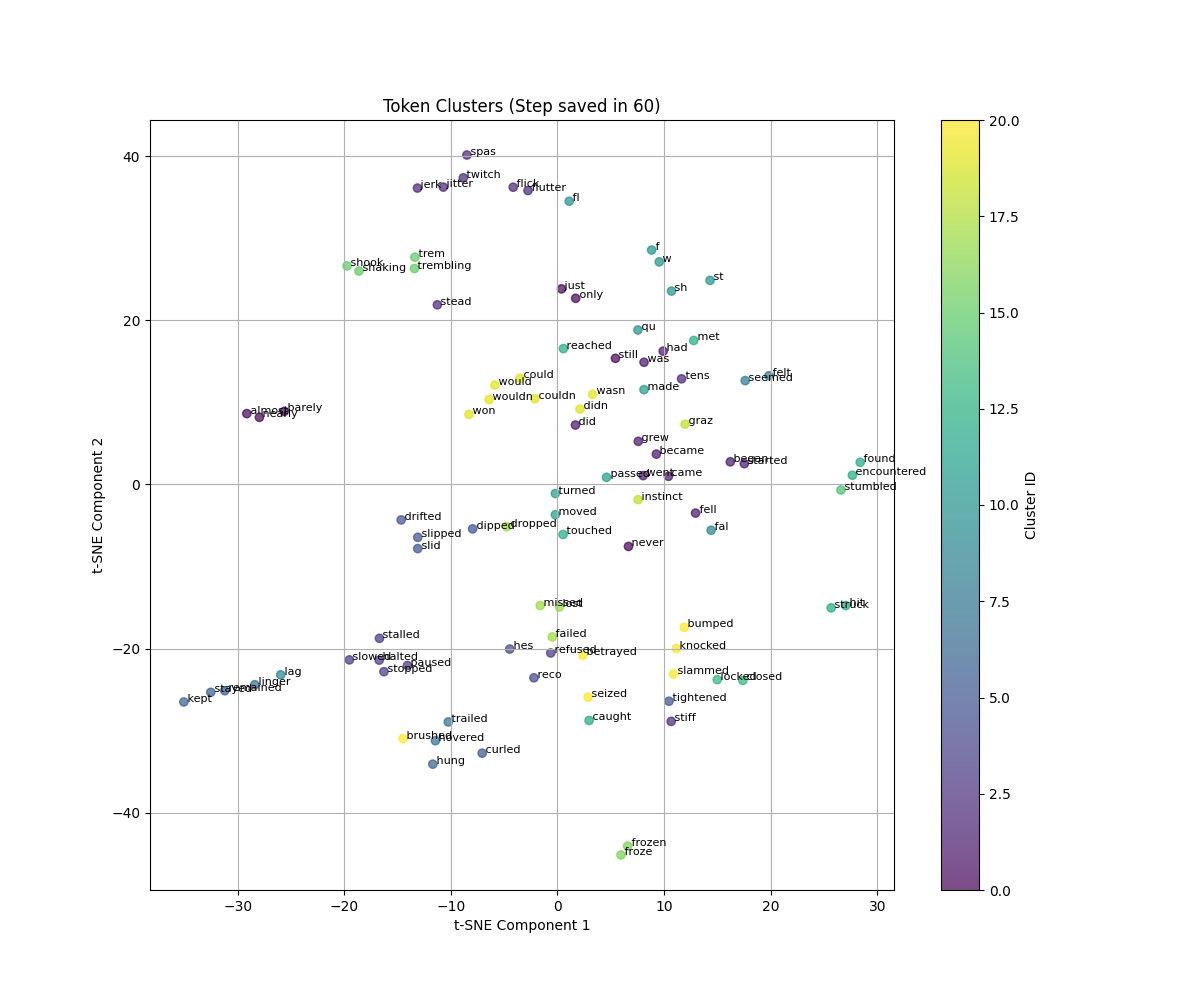 Token Clusters (Step saved in 60)
spas
twitch
jerk
jitter
flick
flutter
fl
f
w
shook
shaking
trem
trembling
st
sh
just
only
stead
qu
met
reached
had
still
was
felt
tens
seemed
could
would
made
wouldn
couldn
wasn
won
didn
almost
nearly
barely
did
graz
grew
became
began
started
found
encountered
stumbled
passed
went
came
turned
instinct
moved
drifted
dipped
dropped
fell
fal
slipped
slid
touched
never
missed
lost
struck
hit
bumped
stalled
failed
hes
refused
betrayed
knocked
slowed
halted
paused
stopped
reco
slammed
locked
closed
lag
linger
stayed
remained
kept
seized
tightened
trailed
caught
stiff
brushed
hovered
curled
hung
frozen
froze
40
20
0
−20
−40
−30
−20
−10
0
10
20
30
t-SNE Component 1
t-SNE Component 2
20.0
17.5
15.0
12.5
10.0
7.5
5.0
2.5
0.0
Cluster ID